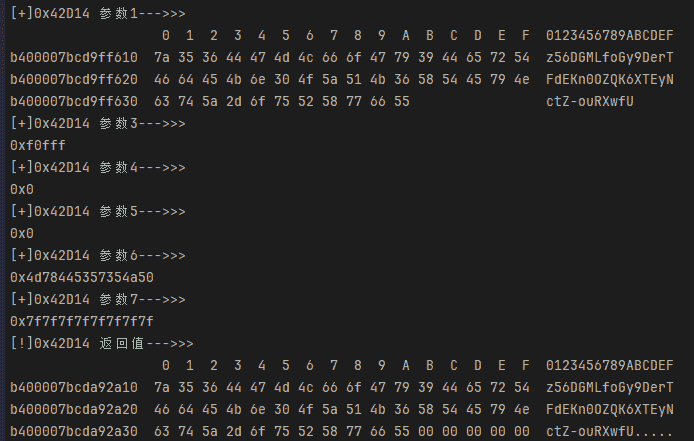 [+]0x42D14 参数1--->>>
0 1 2 3 4 5 6 7 8 9 A B C D E F 0123456789ABCDEF
b400007bcd9ff610 7a 35 36 44 47 4d 4c 66 6f 47 79 39 44 65 72 54 z56DGMLfoGy9DerT
b400007bcd9ff620 46 64 45 4b 6e 30 4f 5a 51 4b 36 58 54 45 79 4e FdEKn0OZQK6XTEyN
b400007bcd9ff630 63 74 5a 2d 6f 75 52 58 77 66 55 ctZ-ouRXwfU
[+]0x42D14 参数3--->>>
0xf0fff
[+]0x42D14 参数4--->>>
0x0
[+]0x42D14 参数5--->>>
0x0
[+]0x42D14 参数6--->>>
0x4d78445357354a50
[+]0x42D14 参数7--->>>
0x7f7f7f7f7f7f7f7f
[!]0x42D14 返回值--->>>
0 1 2 3 4 5 6 7 8 9 A B C D E F 0123456789ABCDEF
b400007bcda92a10 7a 35 36 44 47 4d 4c 66 6f 47 79 39 44 65 72 54 z56DGMLfoGy9DerT
b400007bcda92a20 46 64 45 4b 6e 30 4f 5a 51 4b 36 58 54 45 79 4e FdEKn0OZQK6XTEyN
b400007bcda92a30 63 74 5a 2d 6f 75 52 58 77 66 55 00 00 00 00 00 ctZ-ouRXwfU.....